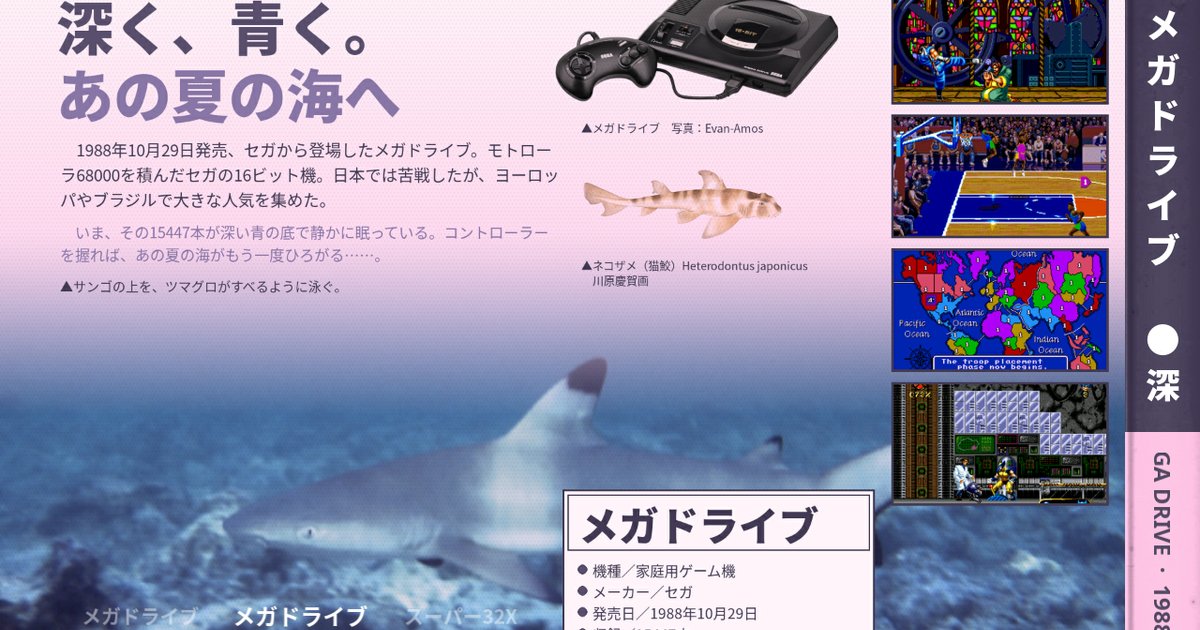 深く、青く。
あの夏の海へ
1988年10月29日発売、セガから登場したメガドライブ。モトロー
ラ68000を積んだセガの16ビット機。日本では苦戦したが、ヨーロッ
パやブラジルで大きな人気を集めた。
いま、その15447本が深い青の底で静かに眠っている。コントローラー
を握れば、あの夏の海がもう一度ひろがる……。
▲サンゴの上を、ツマグロがすべるように泳ぐ。
16-BIT
SEGA
▲メガドライブ　写真：Evan-Amos
▲ネコザメ（猫鮫）Heterodontus japonicus
川原慶賀画
Ocean
Atlantic
Ocean
Pacific
Ocean
Indian
Ocean
The troop placement
phase now begins.
メガドライブ
●機種／家庭用ゲーム機
●メーカー／セガ
●発売日／1988年10月29日
メガドライブ
メガドライブ
スーパー32X
メガドライブ ●深
GA DRIVE · 198